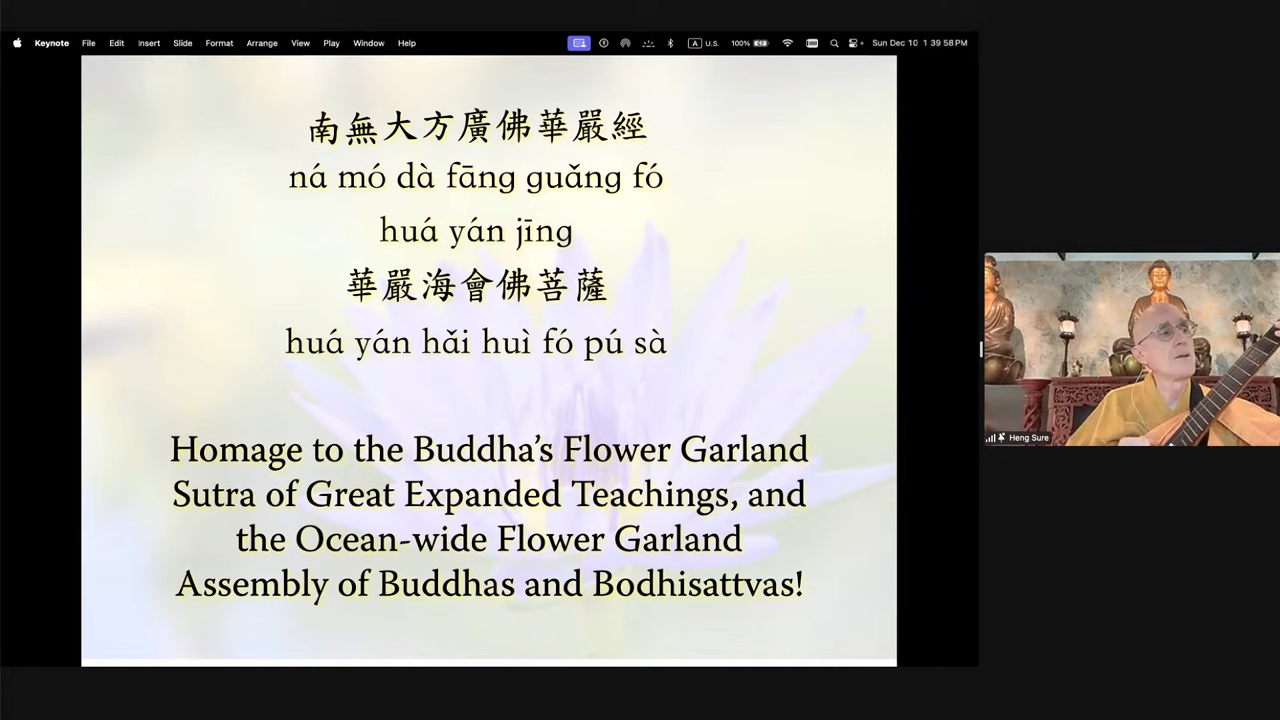 Keynote File Edit Insert Slide Format Arrange View Play Window Help A U.S. 100% Sun Dec 10 1 39 58 PM
南無大方廣佛華嚴經
ná mó dà fāng guǎng fó
huá yán jīng
華嚴海會佛菩薩
huá yán hǎi huì fó pú sà
Homage to the Buddha’s Flower Garland
Sutra of Great Expanded Teachings, and
the Ocean-wide Flower Garland
Assembly of Buddhas and Bodhisattvas!
Heng Sure